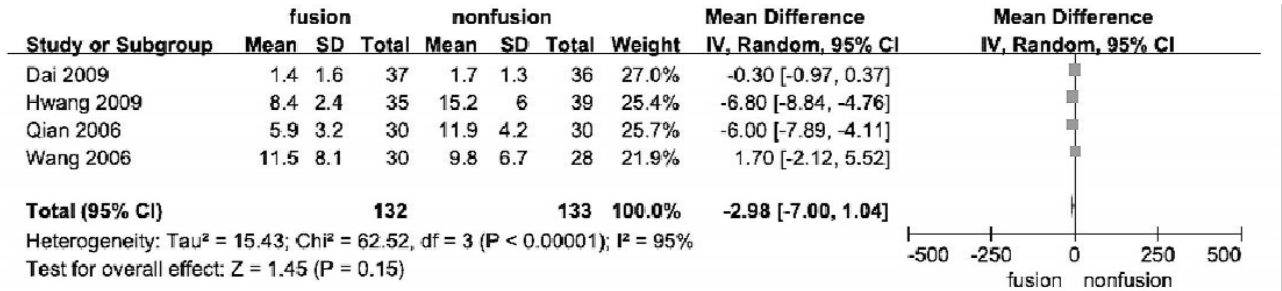 fusion nonfusion Mean Difference Mean Difference
Study or Subgroup Mean SD Total Mean SD Total Weight IV, Random, 95% CI IV, Random, 95% CI
Dai 2009 1.4 1.6 37 1.7 1.3 36 27.0% -0.30 [-0.97, 0.37]
Hwang 2009 8.4 2.4 35 15.2 6 39 25.4% -6.80 [-8.84, -4.76]
Qian 2006 5.9 3.2 30 11.9 4.2 30 25.7% -6.00 [-7.89, -4.11]
Wang 2006 11.5 8.1 30 9.8 6.7 28 21.9% 1.70 [-2.12, 5.52]
Total (95% CI) 132 133 100.0% -2.98 [-7.00, 1.04]
Heterogeneity: Tau² = 15.43; Chi² = 62.52, df = 3 (P < 0.00001); I² = 95%
Test for overall effect: Z = 1.45 (P = 0.15)
-500 -250 0 250 500
fusion nonfusion